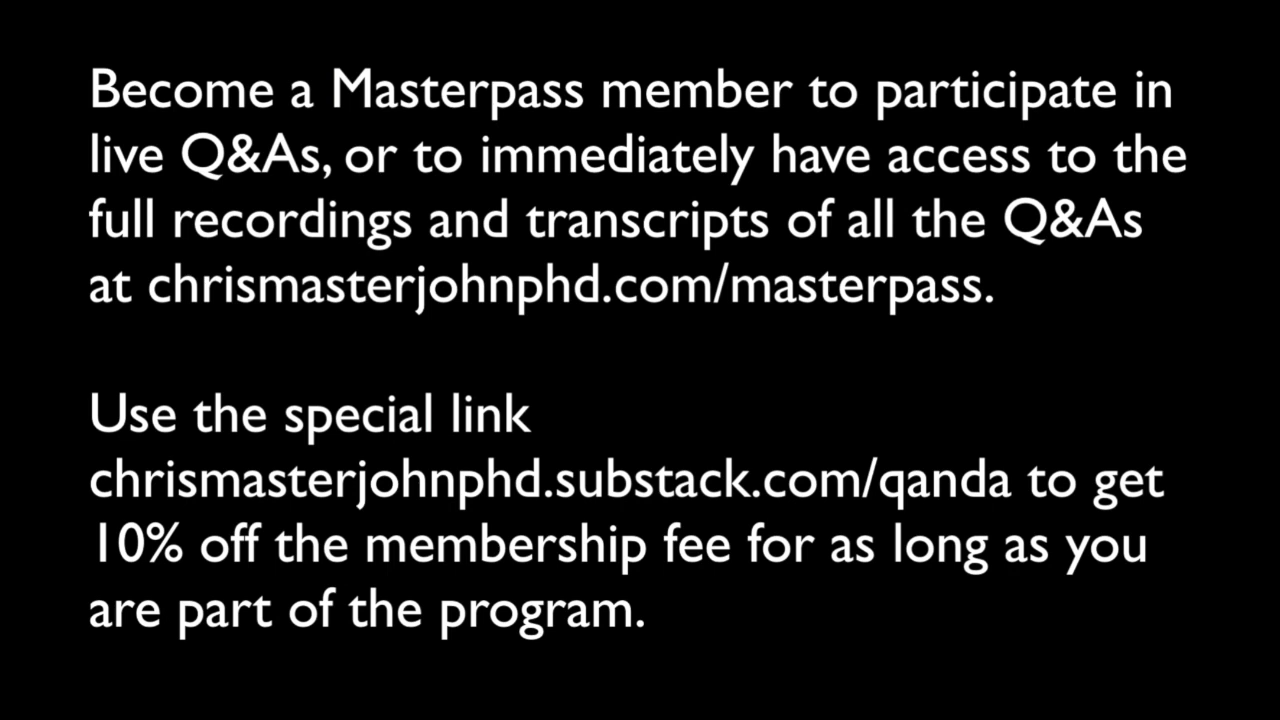 Become a Masterpass member to participate in
live Q&As, or to immediately have access to the
full recordings and transcripts of all the Q&As
at chrismasterjohnphd.com/masterpass.
Use the special link
chrismasterjohnphd.substack.com/qanda to get
10% off the membership fee for as long as you
are part of the program.